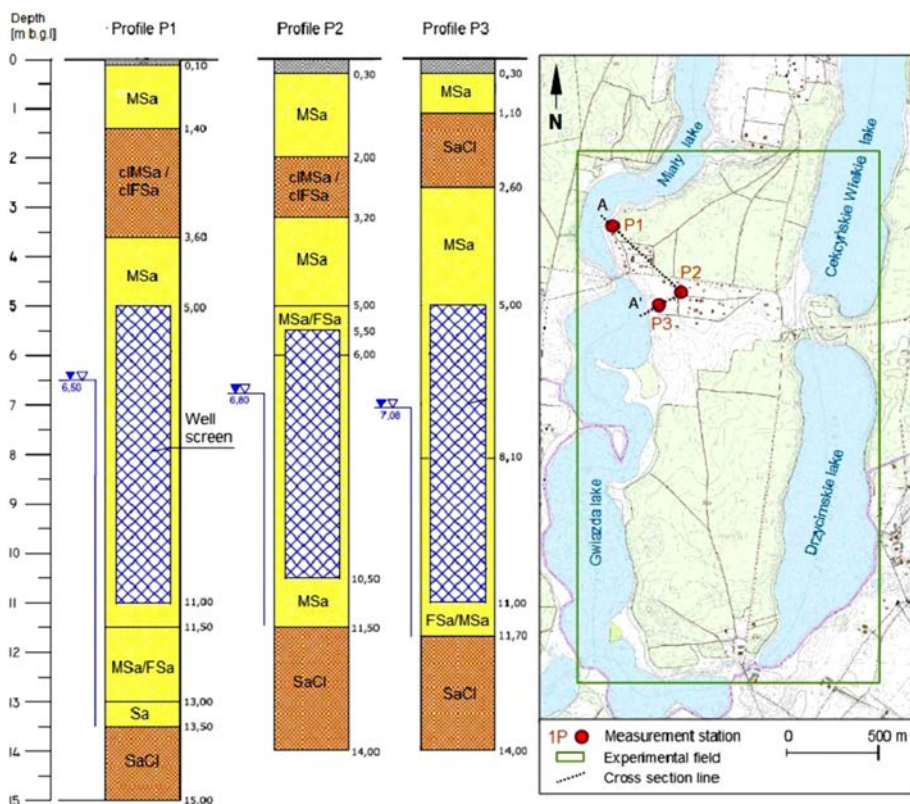 Depth
[m b.g.l]
Profile P1
Profile P2
Profile P3
0
1
2
3
4
5
6
7
8
9
10
11
12
13
14
15
0,10
MSa
1,40
clMSa /
clFSa
3,60
MSa
5,00
6,50
Well
screen
11,00
11,50
MSa/FSa
13,00
Sa
13,50
SaCl
15,00
0,30
MSa
2,00
clMSa /
clFSa
3,20
MSa
5,00
MSa/FSa
5,50
6,00
6,80
10,50
MSa
11,50
SaCl
14,00
0,30
MSa
1,10
SaCl
2,60
MSa
5,00
7,08
8,10
11,00
FSa/MSa
11,70
SaCl
14,00
N
Miały lake
Cekcyńskie Wielkie lake
A
P1
P2
A'
P3
Gwiazda lake
Drzycimskie lake
1P Measurement station
Experimental field
Cross section line
0 500 m